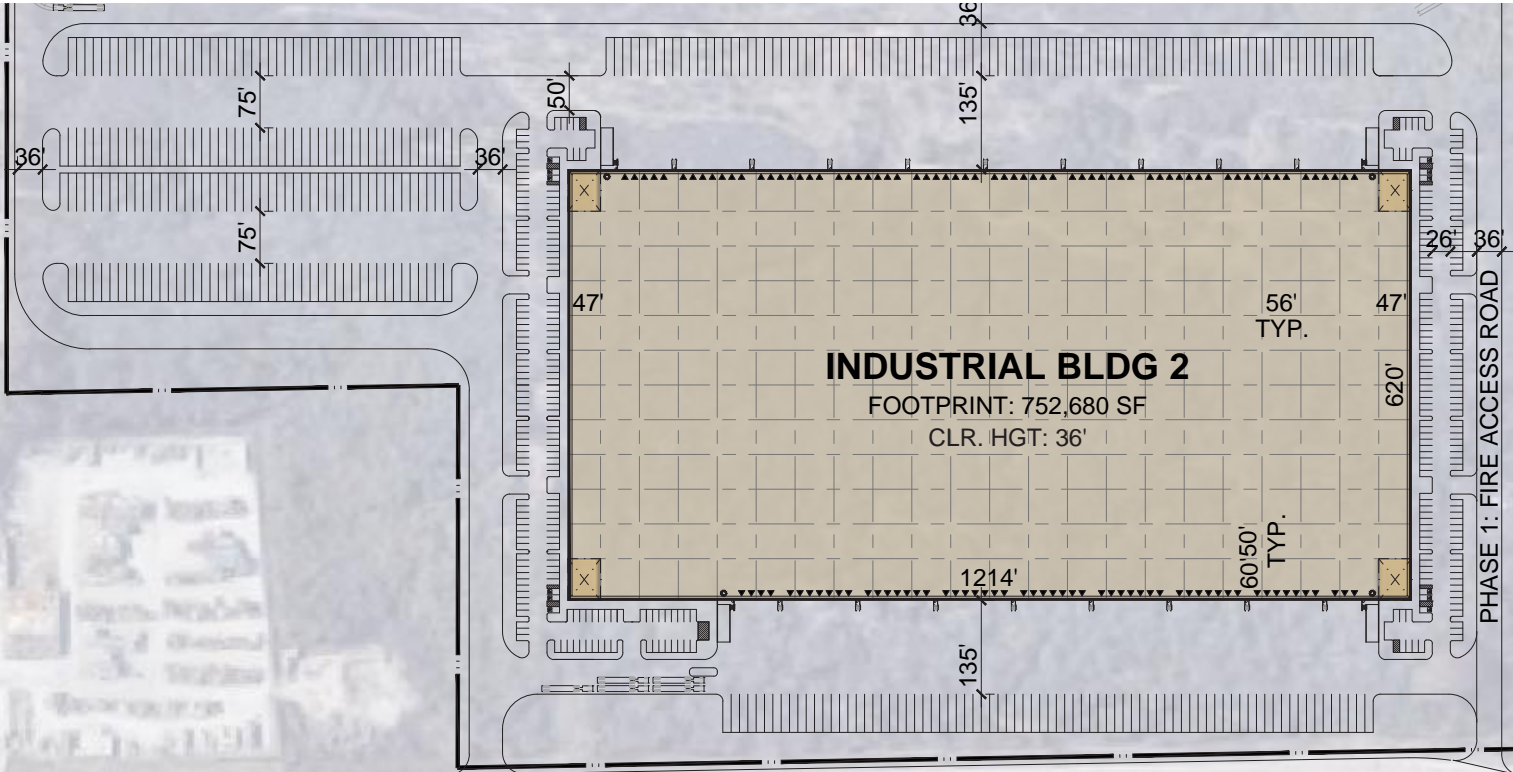 36'
50'
75'
135'
36'
36'
75'
26'
36'
47'
56'
TYP.
47'
INDUSTRIAL BLDG 2
FOOTPRINT: 752,680 SF
CLR. HGT: 36'
620'
PHASE 1: FIRE ACCESS ROAD
60'
50'
TYP.
1214'
135'